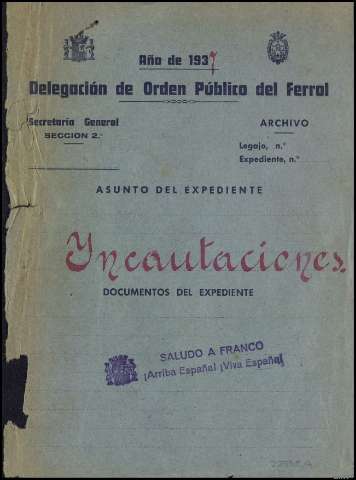 Año de 1937
Delegación de Orden Público del Ferrol
Secretaría General
SECCION 2.ª
ARCHIVO
Legajo, n.º
Expediente, n.º
ASUNTO DEL EXPEDIENTE
Incautaciones
DOCUMENTOS DEL EXPEDIENTE
SALUDO A FRANCO
¡Arriba España! ¡Viva España!